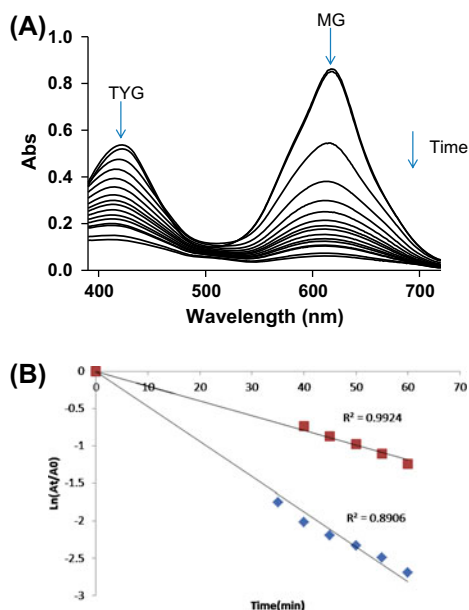 (A)
MG
TYG
Time
Abs
1.0
0.8
0.6
0.4
0.2
0.0
400 500 600 700
Wavelength (nm)
(B)
0 10 20 30 40 50 60 70
0
-0.5
-1
-1.5
-2
-2.5
-3
Ln(At/A0)
R² = 0.9924
R² = 0.8906
Time(min)